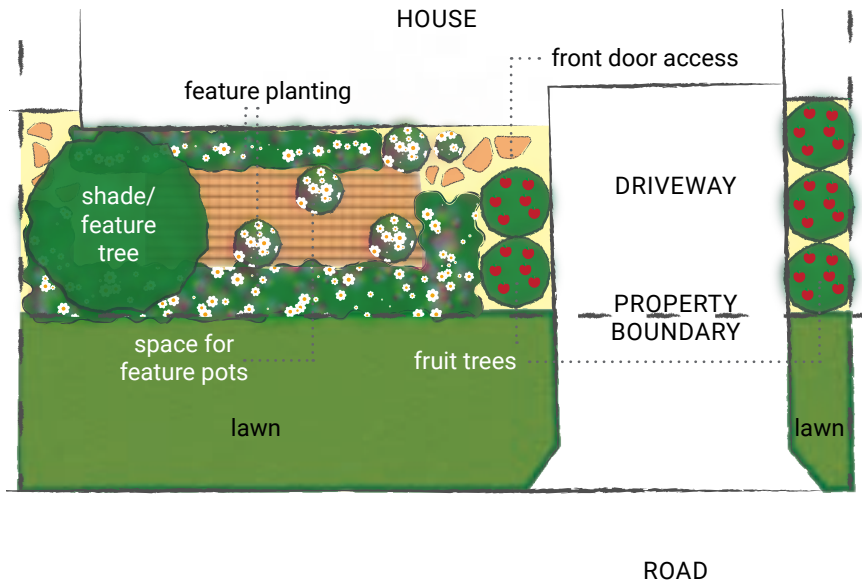 HOUSE
front door access
feature planting
shade/
feature
tree
DRIVEWAY
PROPERTY
BOUNDARY
space for
feature pots
fruit trees
lawn
lawn
ROAD